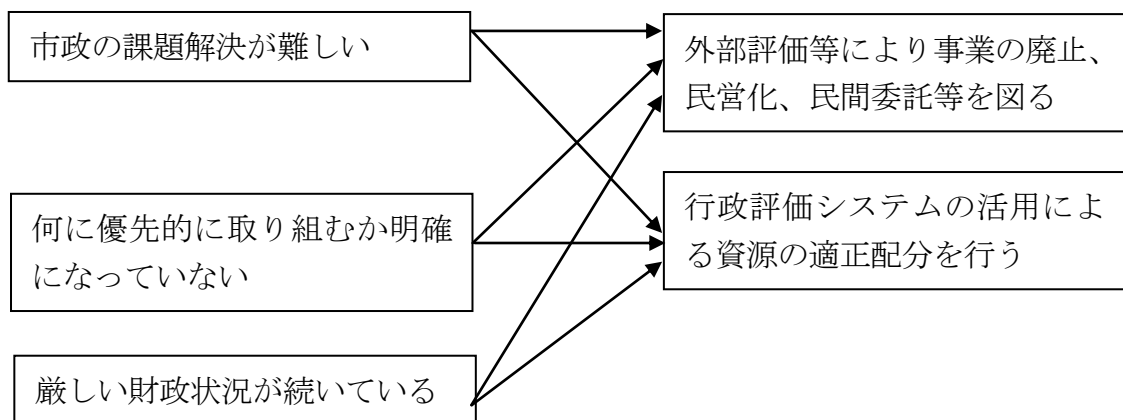 市政の課題解決が難しい
何に優先的に取り組むか明確
になっていない
厳しい財政状況が続いている
外部評価等により事業の廃止、
民営化、民間委託等を図る
行政評価システムの活用によ
る資源の適正配分を行う